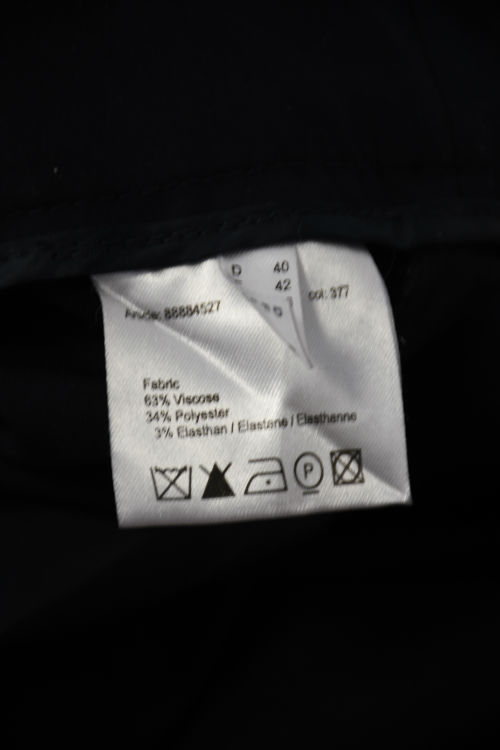 D 40
42
Article: 88884527 col: 377
Fabric
63% Viscose
34% Polyester
3% Elasthan / Elastane / Elasthanne
P